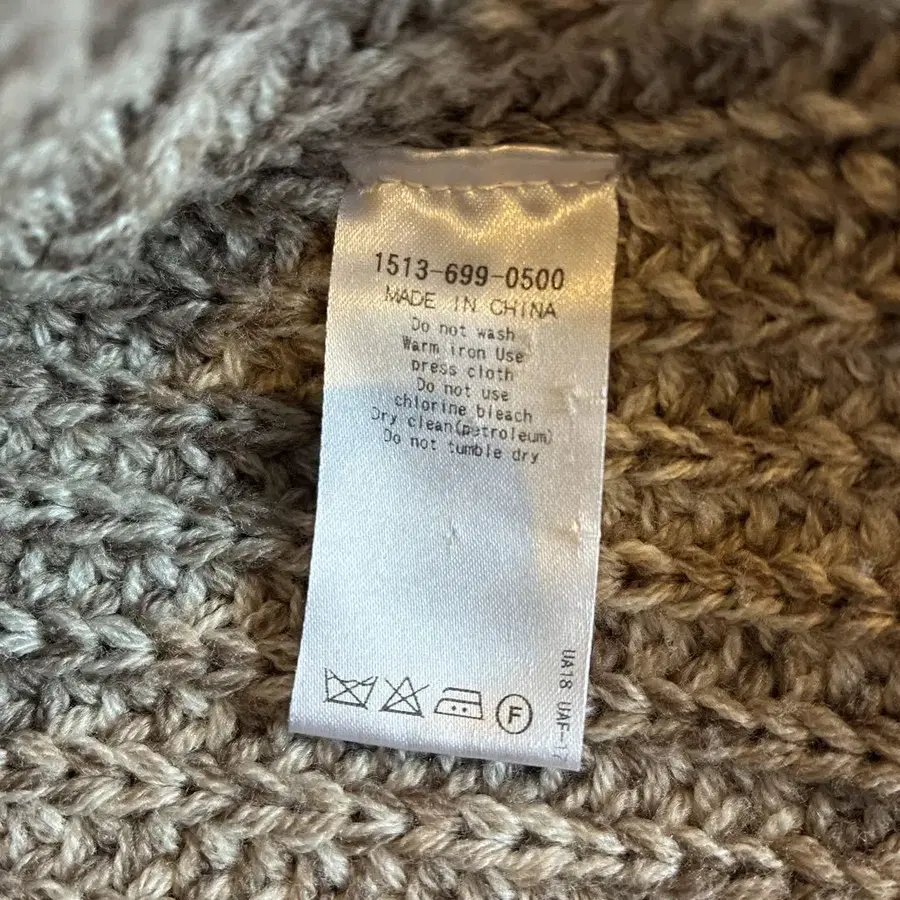 1513-699-0500
MADE IN CHINA
Do not wash
Warm iron Use
press cloth
Do not use
chlorine bleach
Dry clean(petroleum)
Do not tumble dry
F
UA18 UAF-